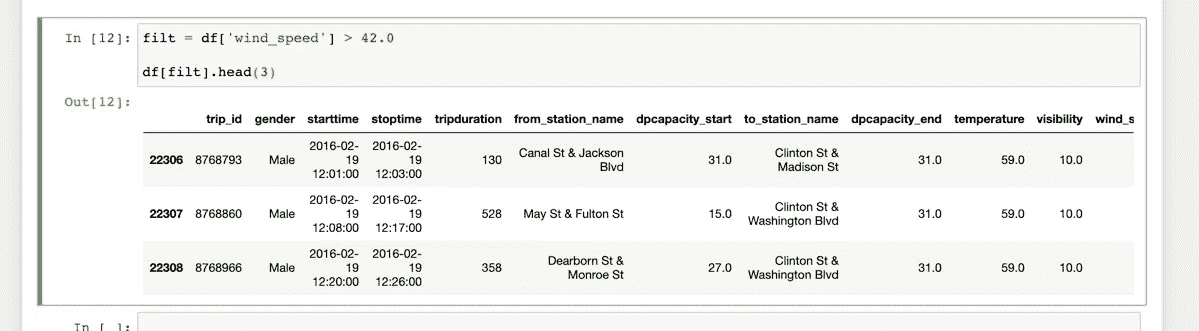 In [12]: filt = df['wind_speed'] > 42.0
df[filt].head(3)
Out[12]:
trip_id gender starttime stoptime tripduration from_station_name dpcapacity_start to_station_name dpcapacity_end temperature visibility wind_s
22306 8768793 Male 2016-02-19 12:01:00 2016-02-19 12:03:00 130 Canal St & Jackson Blvd 31.0 Clinton St & Madison St 31.0 59.0 10.0
22307 8768860 Male 2016-02-19 12:08:00 2016-02-19 12:17:00 528 May St & Fulton St 15.0 Clinton St & Washington Blvd 31.0 59.0 10.0
22308 8768966 Male 2016-02-19 12:20:00 2016-02-19 12:26:00 358 Dearborn St & Monroe St 27.0 Clinton St & Washington Blvd 31.0 59.0 10.0
In [ ]: